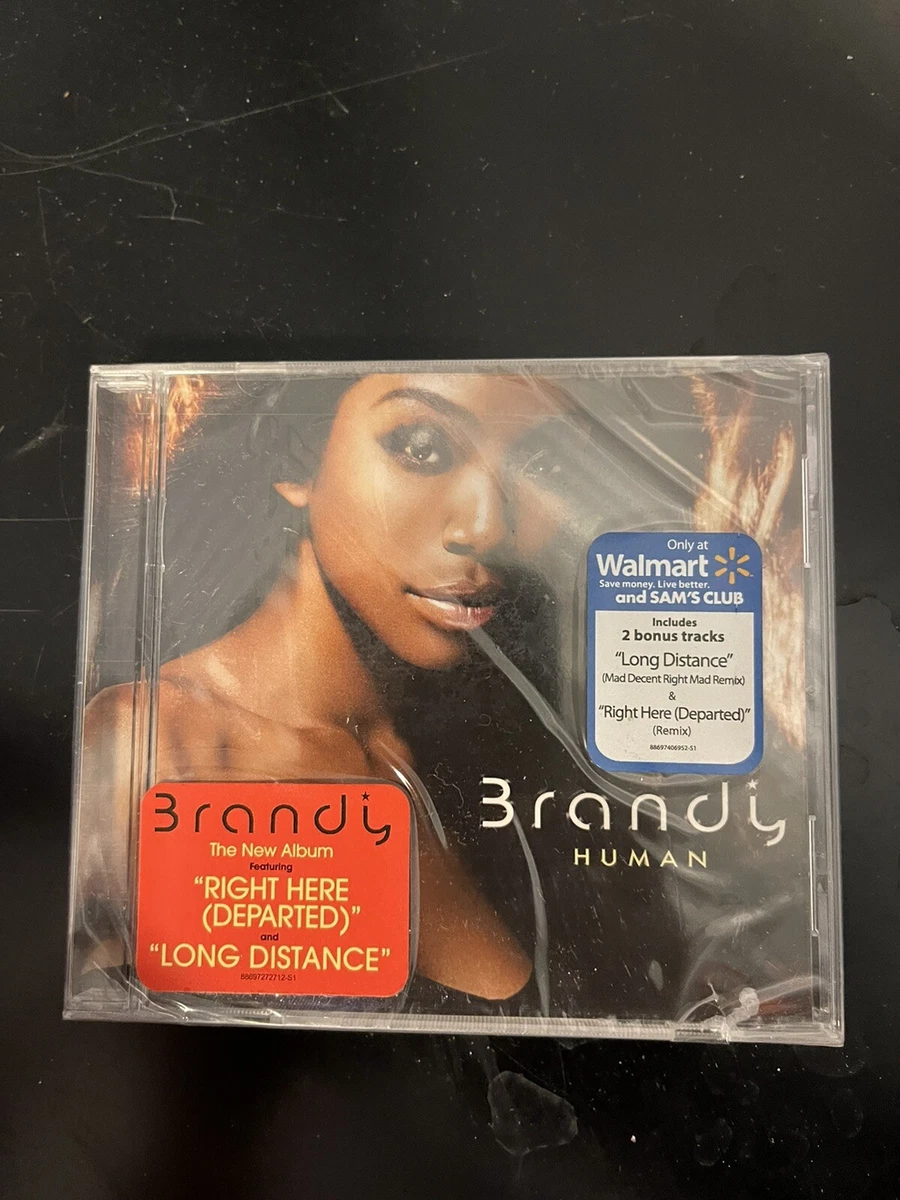 Only at
Walmart
Save money. Live better.
and SAM'S CLUB
Includes
2 bonus tracks
"Long Distance"
(Mad Decent Right Mad Remix)
&
"Right Here (Departed)"
(Remix)
88697406952-S1
Brandy
HUMAN
Brandy
The New Album
Featuring
"RIGHT HERE
(DEPARTED)"
and
"LONG DISTANCE"
88697272712-S1